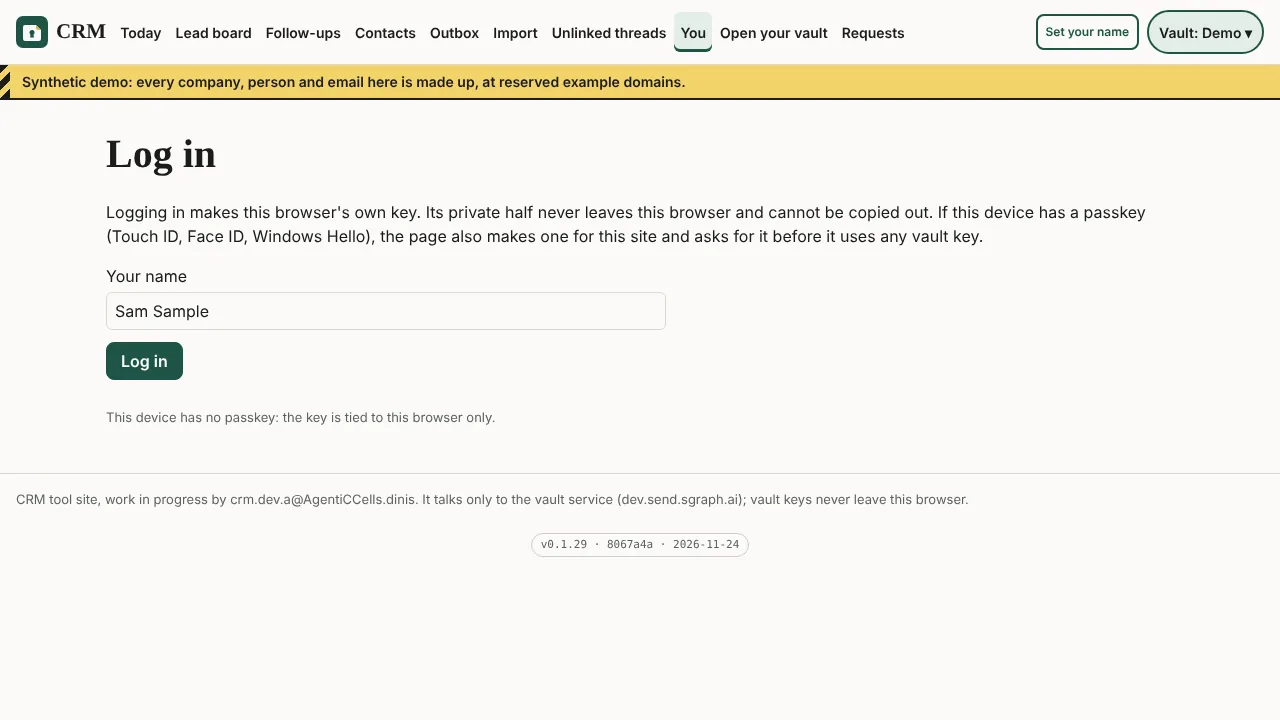 CRM Today Lead board Follow-ups Contacts Outbox Import Unlinked threads You Open your vault Requests Set your name Vault: Demo ▾
Synthetic demo: every company, person and email here is made up, at reserved example domains.
Log in
Logging in makes this browser's own key. Its private half never leaves this browser and cannot be copied out. If this device has a passkey
(Touch ID, Face ID, Windows Hello), the page also makes one for this site and asks for it before it uses any vault key.
Your name
Sam Sample
Log in
This device has no passkey: the key is tied to this browser only.
CRM tool site, work in progress by crm.dev.a@AgentiCCells.dinis. It talks only to the vault service (dev.send.sgraph.ai); vault keys never leave this browser.
v0.1.29 · 8067a4a · 2026-11-24